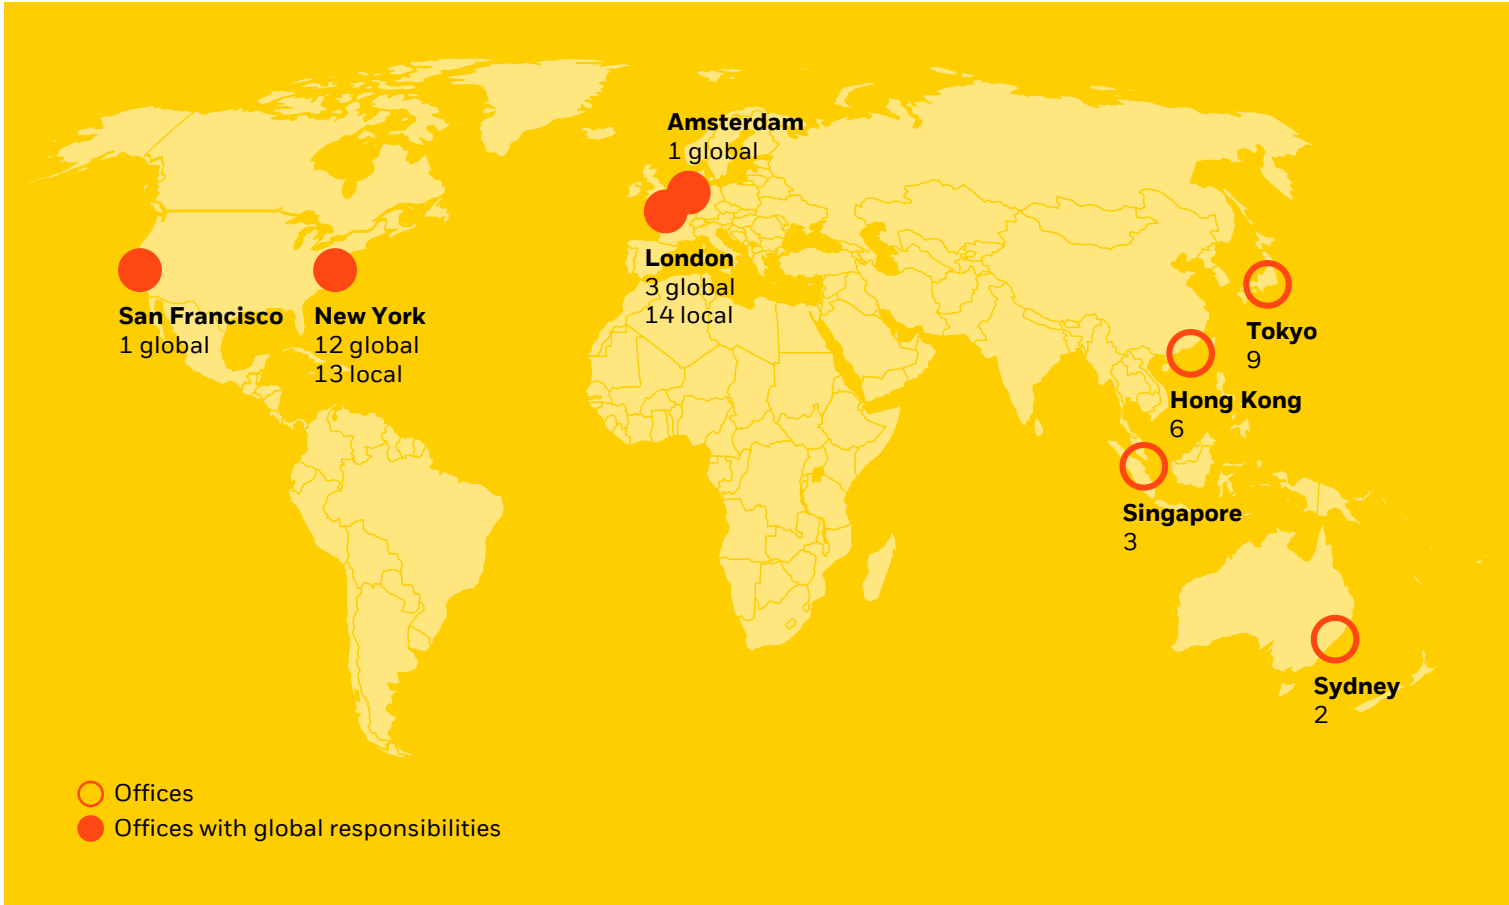 Amsterdam
1 global
London
3 global
14 local
San Francisco
1 global
New York
12 global
13 local
Tokyo
9
Hong Kong
6
Singapore
3
Sydney
2
Offices
Offices with global responsibilities